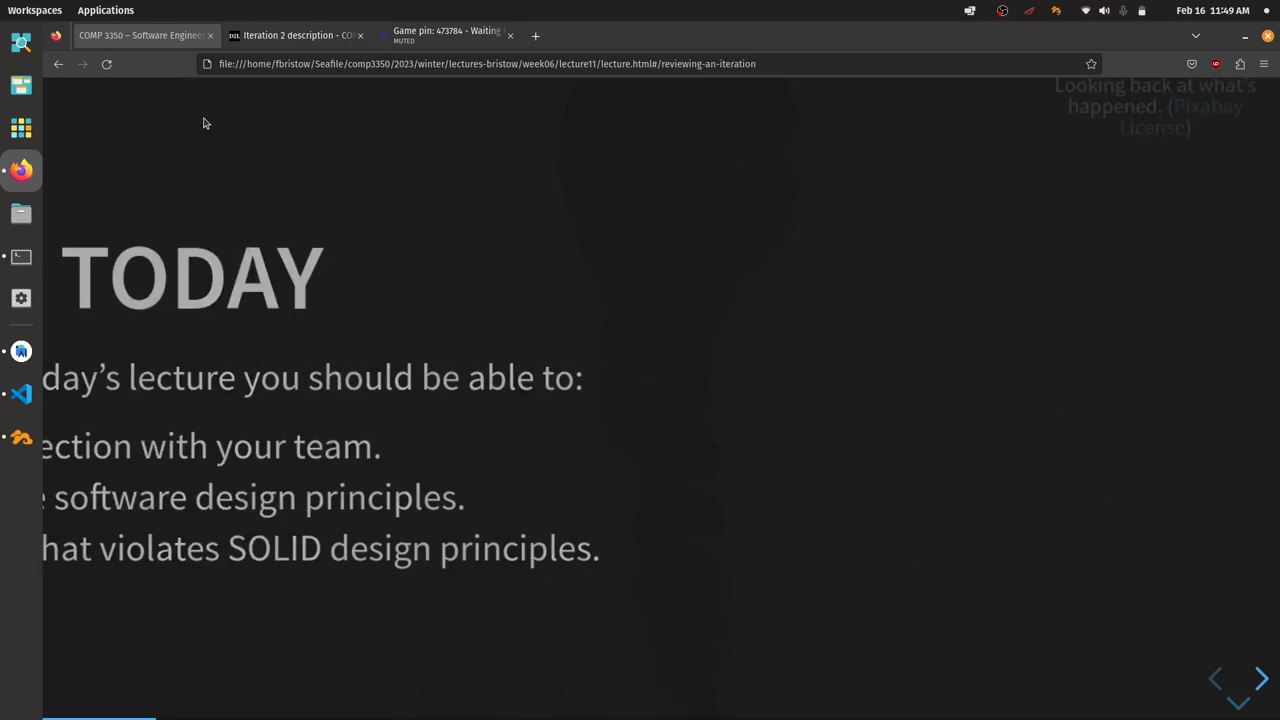 Workspaces Applications Feb 16 11:49 AM
COMP 3350 – Software Enginee Iteration 2 description - CO Game pin: 473784 - Waiting
MUTED
file:///home/fbristow/Seafile/comp3350/2023/winter/lectures-bristow/week06/lecture11/lecture.html#/reviewing-an-iteration
Looking back at what's
happened. (Pixabay
License)
TODAY
day's lecture you should be able to:
ection with your team.
e software design principles.
hat violates SOLID design principles.